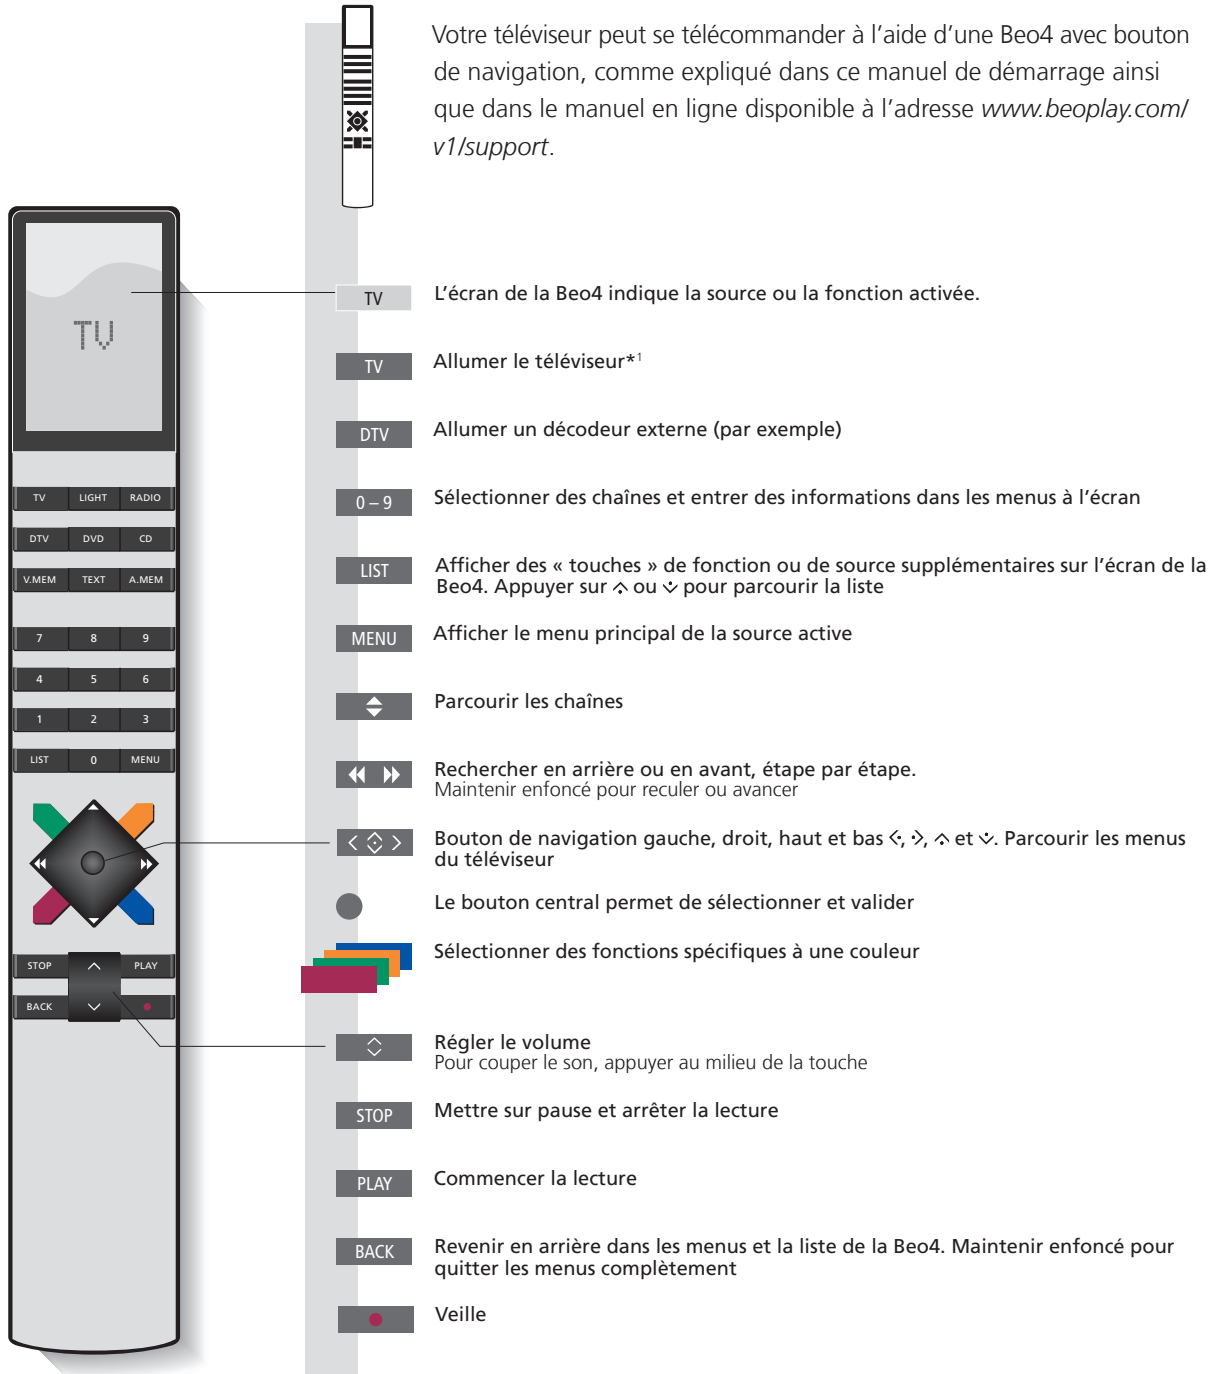 Votre téléviseur peut se télécommander à l’aide d’une Beo4 avec bouton
de navigation, comme expliqué dans ce manuel de démarrage ainsi
que dans le manuel en ligne disponible à l’adresse www.beoplay.com/
v1/support.
TV
TV LIGHT RADIO
DTV DVD CD
V.MEM TEXT A.MEM
7 8 9
4 5 6
1 2 3
LIST 0 MENU
STOP PLAY
BACK
TV L’écran de la Beo4 indique la source ou la fonction activée.
TV Allumer le téléviseur*1
DTV Allumer un décodeur externe (par exemple)
0 – 9 Sélectionner des chaînes et entrer des informations dans les menus à l’écran
LIST Afficher des « touches » de fonction ou de source supplémentaires sur l’écran de la
Beo4. Appuyer sur ou pour parcourir la liste
MENU Afficher le menu principal de la source active
Parcourir les chaînes
Rechercher en arrière ou en avant, étape par étape.
Maintenir enfoncé pour reculer ou avancer
Bouton de navigation gauche, droit, haut et bas , , et . Parcourir les menus
du téléviseur
Le bouton central permet de sélectionner et valider
Sélectionner des fonctions spécifiques à une couleur
Régler le volume
Pour couper le son, appuyer au milieu de la touche
STOP Mettre sur pause et arrêter la lecture
PLAY Commencer la lecture
BACK Revenir en arrière dans les menus et la liste de la Beo4. Maintenir enfoncé pour
quitter les menus complètement
Veille